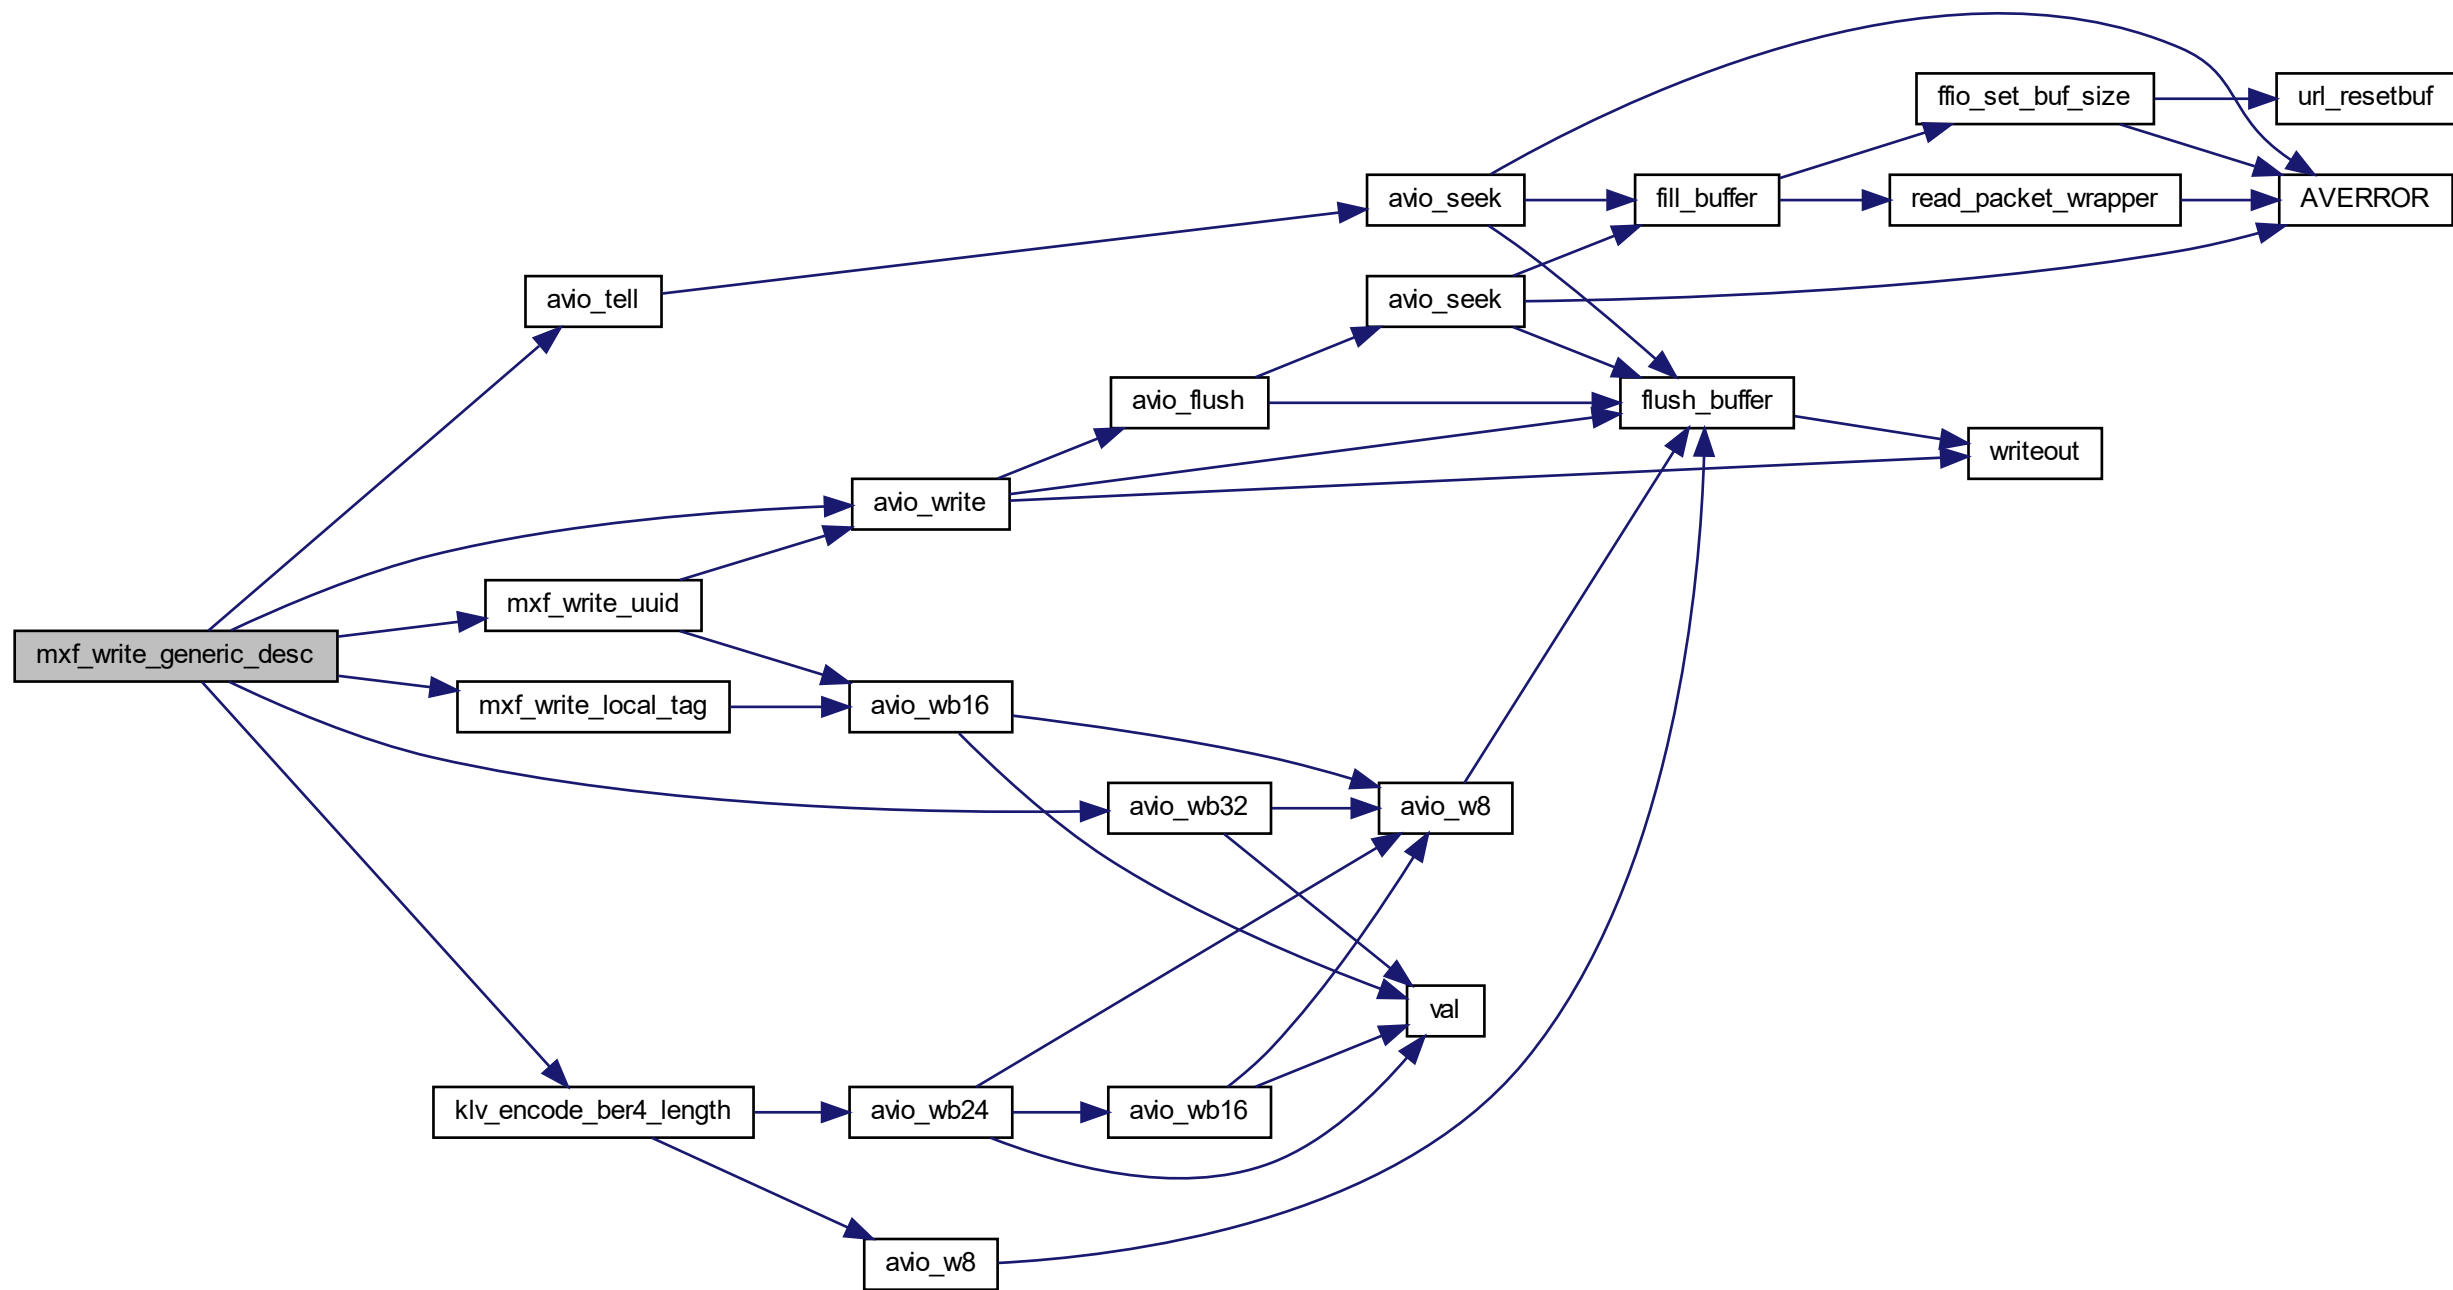 ffio_set_buf_size
url_resetbuf
avio_seek
fill_buffer
read_packet_wrapper
AVERROR
avio_tell
avio_seek
avio_flush
flush_buffer
writeout
avio_write
mxf_write_uuid
mxf_write_generic_desc
mxf_write_local_tag
avio_wb16
avio_wb32
avio_w8
val
klv_encode_ber4_length
avio_wb24
avio_wb16
avio_w8